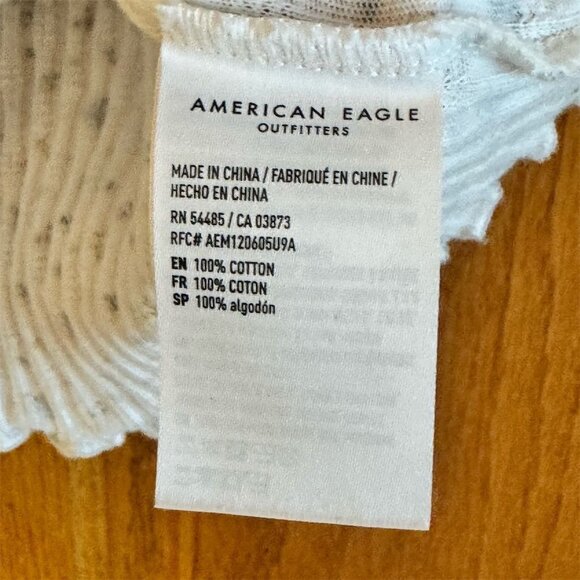 AMERICAN EAGLE
OUTFITTERS
MADE IN CHINA / FABRIQUÉ EN CHINE /
HECHO EN CHINA
RN 54485 / CA 03873
RFC# AEM120605U9A
EN 100% COTTON
FR 100% COTON
SP 100% algodón